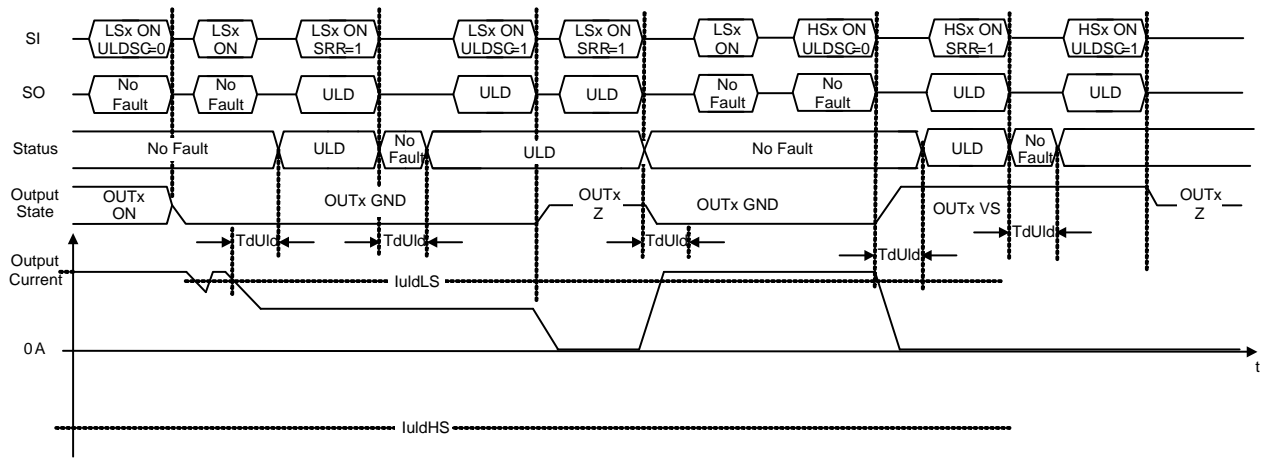 SI
LSx ON
ULDSC=0
LSx
ON
LSx ON
SRR=1
LSx ON
ULDSC=1
LSx ON
SRR=1
LSx
ON
HSx ON
ULDSC=0
HSx ON
SRR=1
HSx ON
ULDSC=1
SO
No
Fault
No
Fault
ULD
ULD
ULD
No
Fault
No
Fault
ULD
ULD
Status
No Fault
ULD
No
Fault
ULD
No Fault
ULD
No
Fault
Output
State
OUTx
ON
OUTx GND
OUTx
Z
OUTx GND
OUTx VS
OUTx
Z
TdUld
TdUld
TdUld
TdUld
TdUld
Output
Current
IuldLS
0 A
t
IuldHS